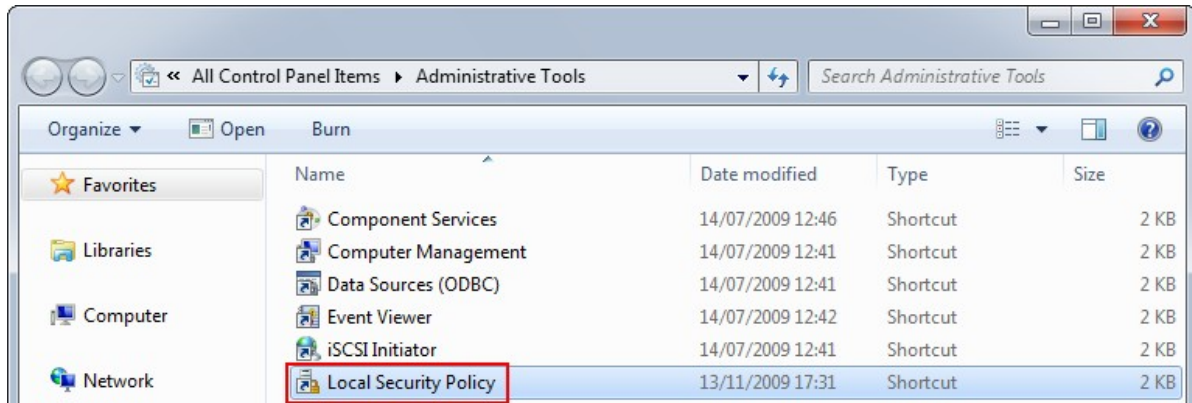 « All Control Panel Items ▸ Administrative Tools Search Administrative Tools
Organize ▾ Open Burn
Favorites
Libraries
Computer
Network
Name Date modified Type Size
Component Services 14/07/2009 12:46 Shortcut 2 KB
Computer Management 14/07/2009 12:41 Shortcut 2 KB
Data Sources (ODBC) 14/07/2009 12:41 Shortcut 2 KB
Event Viewer 14/07/2009 12:42 Shortcut 2 KB
iSCSI Initiator 14/07/2009 12:41 Shortcut 2 KB
Local Security Policy 13/11/2009 17:31 Shortcut 2 KB